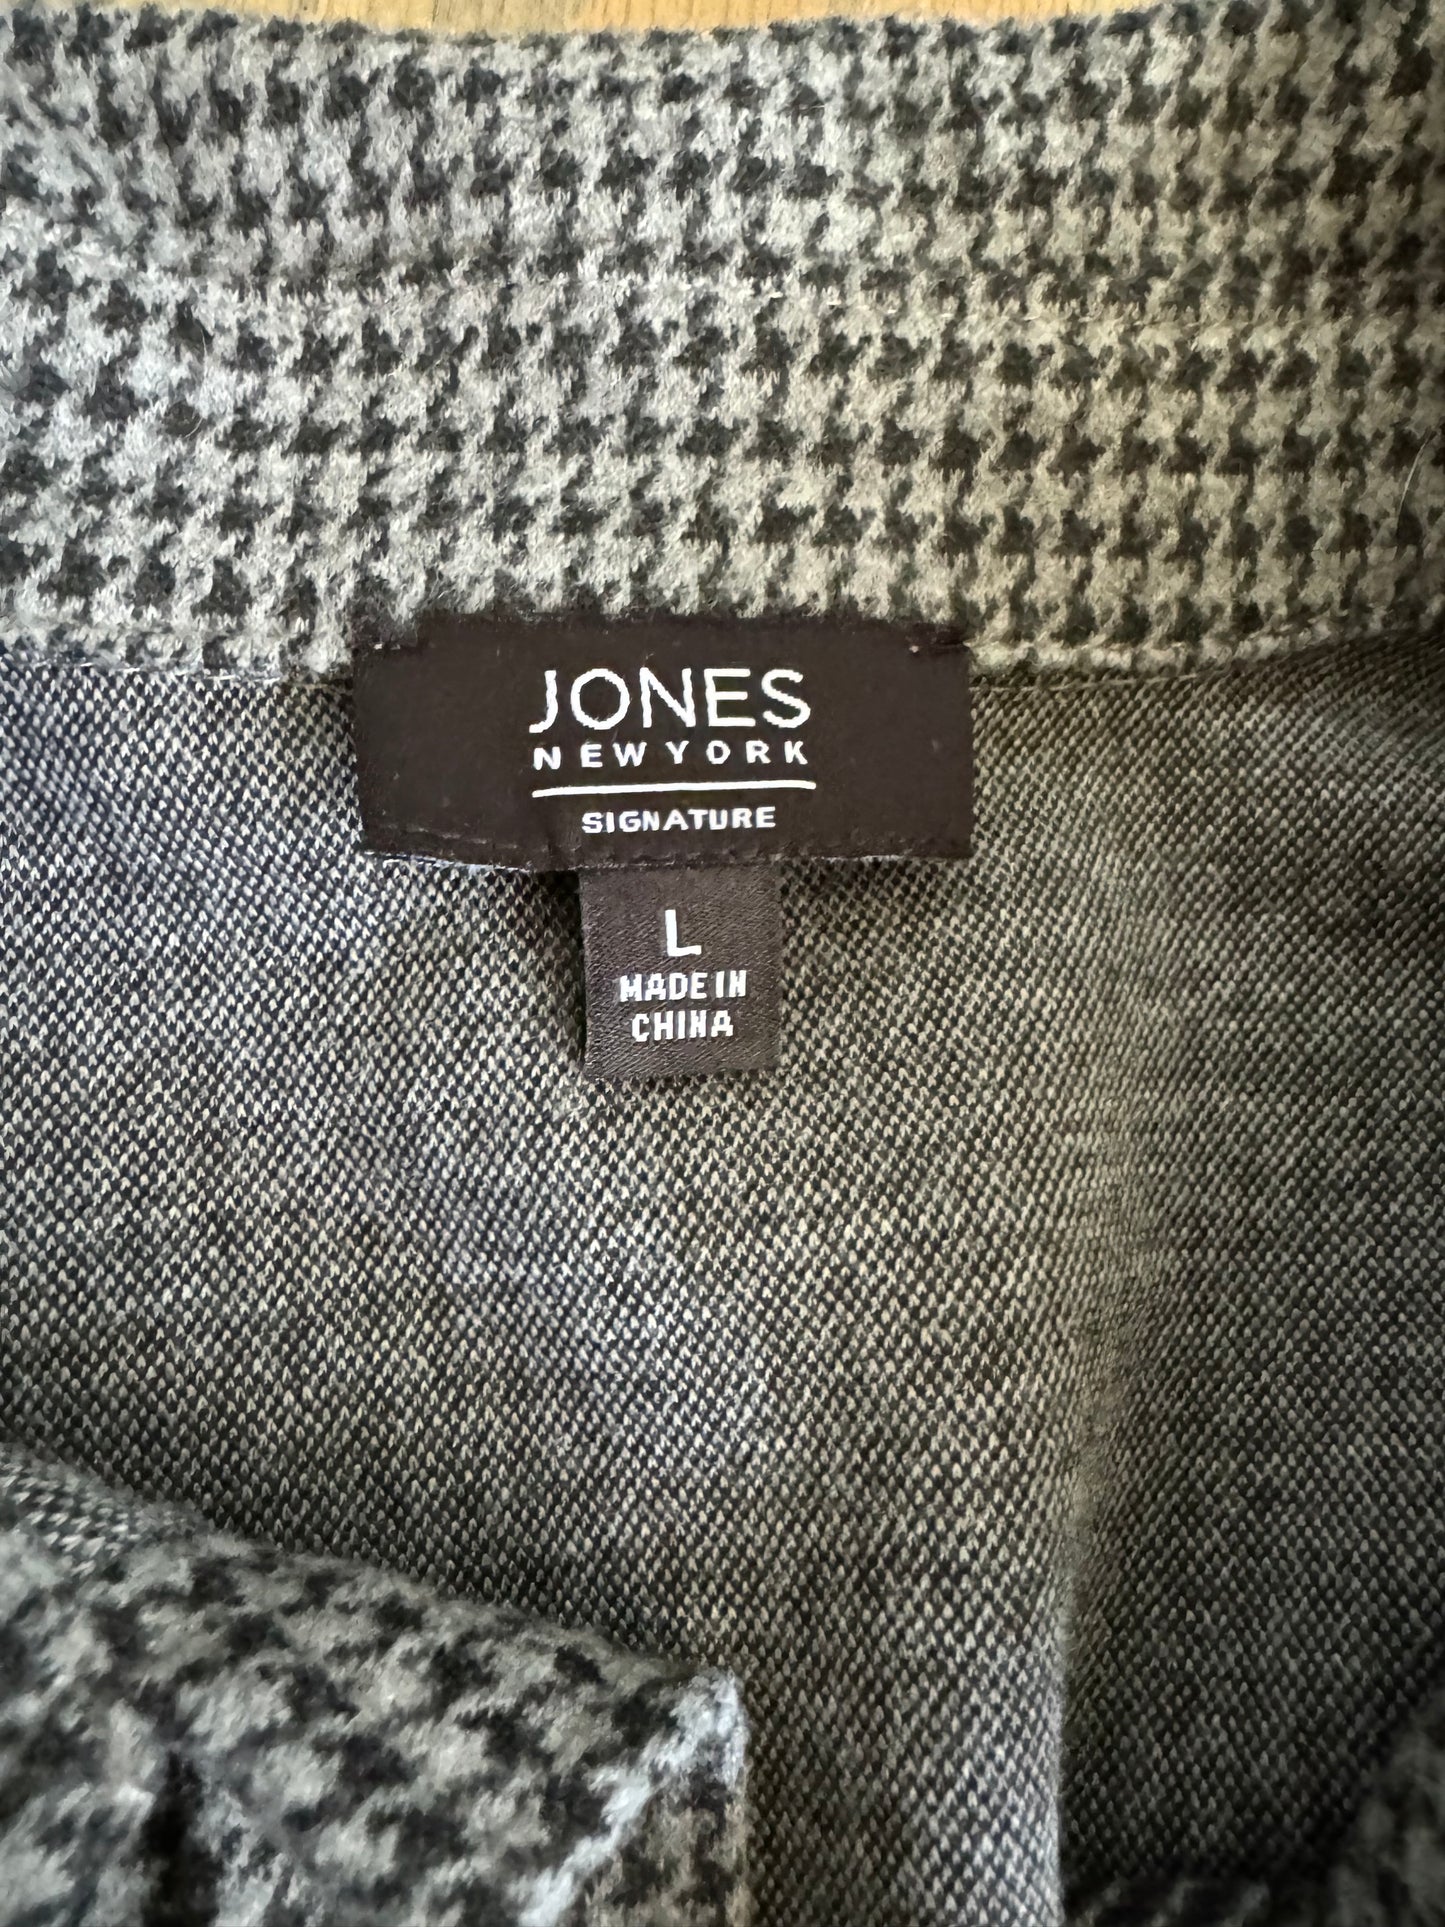 JONES
NEW YORK
SIGNATURE
L
MADE IN
CHINA